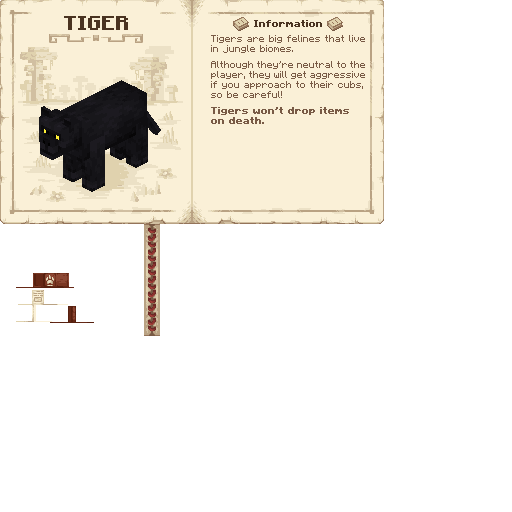 TIGER
Information
Tigers are big felines that live
in jungle biomes.
Although they're neutral to the
player, they will get aggressive
if you approach to their cubs,
so be careful!
Tigers won't drop items
on death.